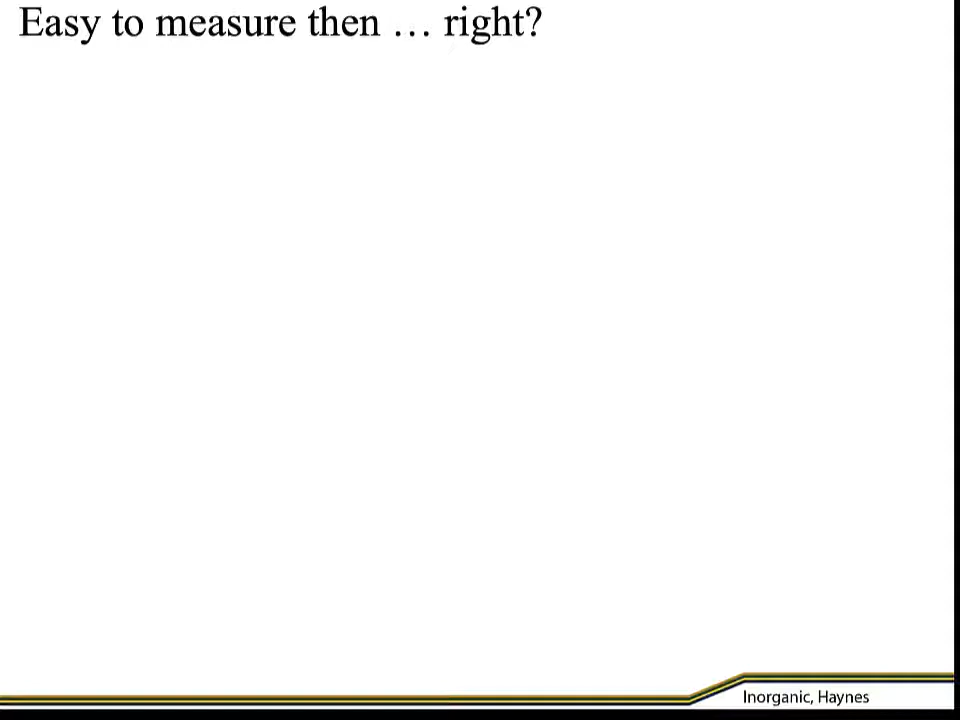 Easy to measure then … right?
Inorganic, Haynes